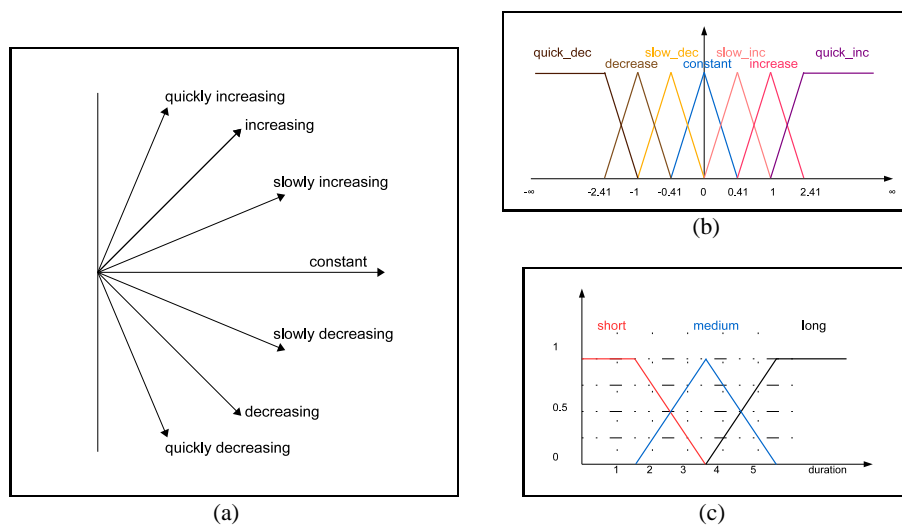 quickly increasing
increasing
slowly increasing
constant
slowly decreasing
decreasing
quickly decreasing
(a)
slow_dec slow_inc
quick_dec quick_inc
decrease constant increase
-∞ -2.41 -1 -0.41 0 0.41 1 2.41 ∞
(b)
short medium long
1
0.5
0
1 2 3 4 5 duration
(c)